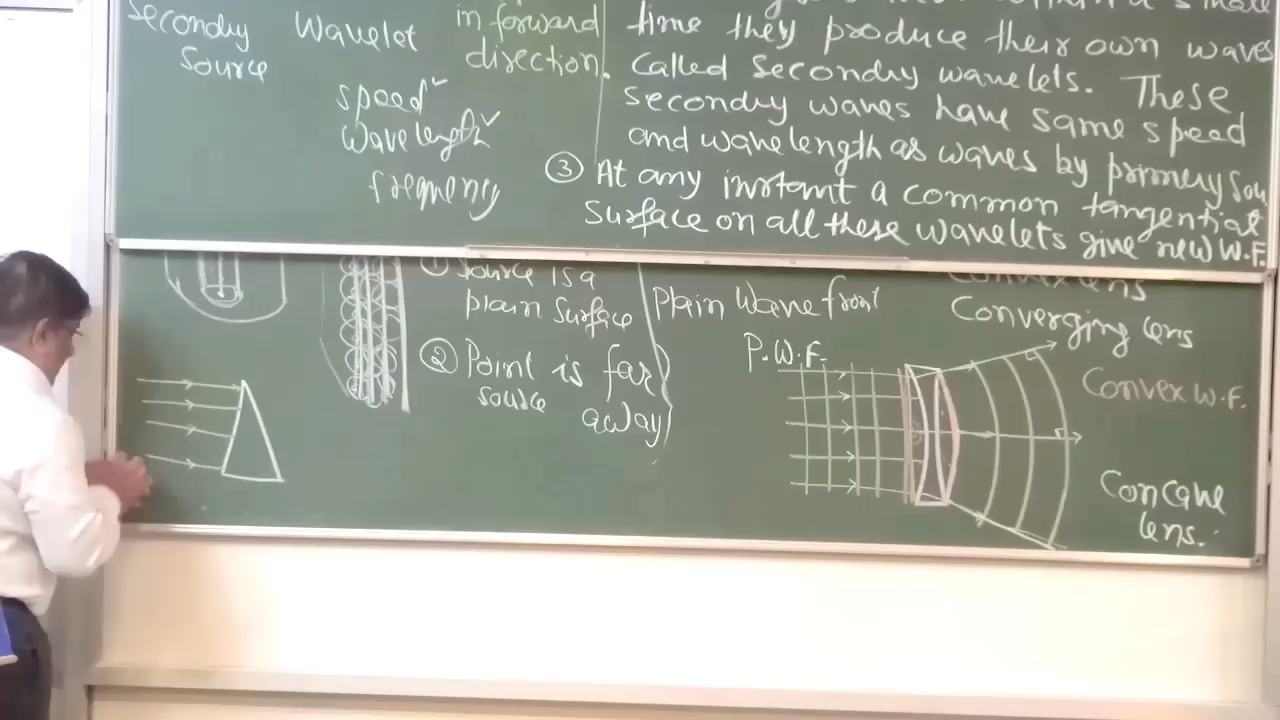 Secondry Wavelet in forward
Source direction.
speed
wavelength
frequency
time they produce their own waves
called secondry wavelets. These
secondry waves have same speed
and wavelength as waves by primery Sou
③ At any instant a common tangential
surface on all these wavelets give new W.F.
① Source is a
plain surface
② Point is far
source away
Plain Wavefront
Converging lens
P.W.F.
Convex W.F.
Concave
lens.